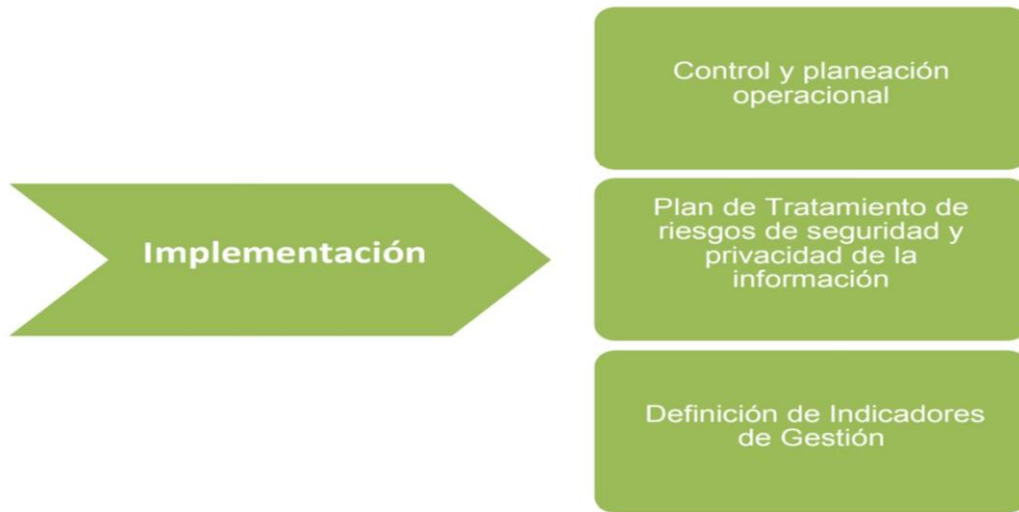 Implementación
Control y planeación
operacional
Plan de Tratamiento de
riesgos de seguridad y
privacidad de la
información
Definición de Indicadores
de Gestión